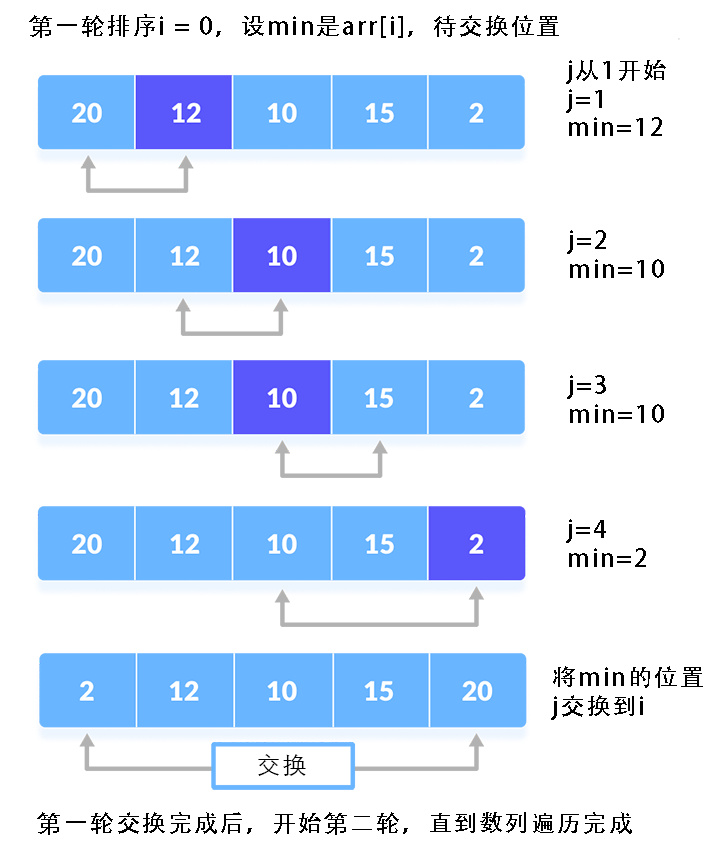 第一轮排序i = 0，设min是arr[i]，待交换位置
20 12 10 15 2
j从1开始
j=1
min=12
20 12 10 15 2
j=2
min=10
20 12 10 15 2
j=3
min=10
20 12 10 15 2
j=4
min=2
2 12 10 15 20
将min的位置
j交换到i
交换
第一轮交换完成后，开始第二轮，直到数列遍历完成